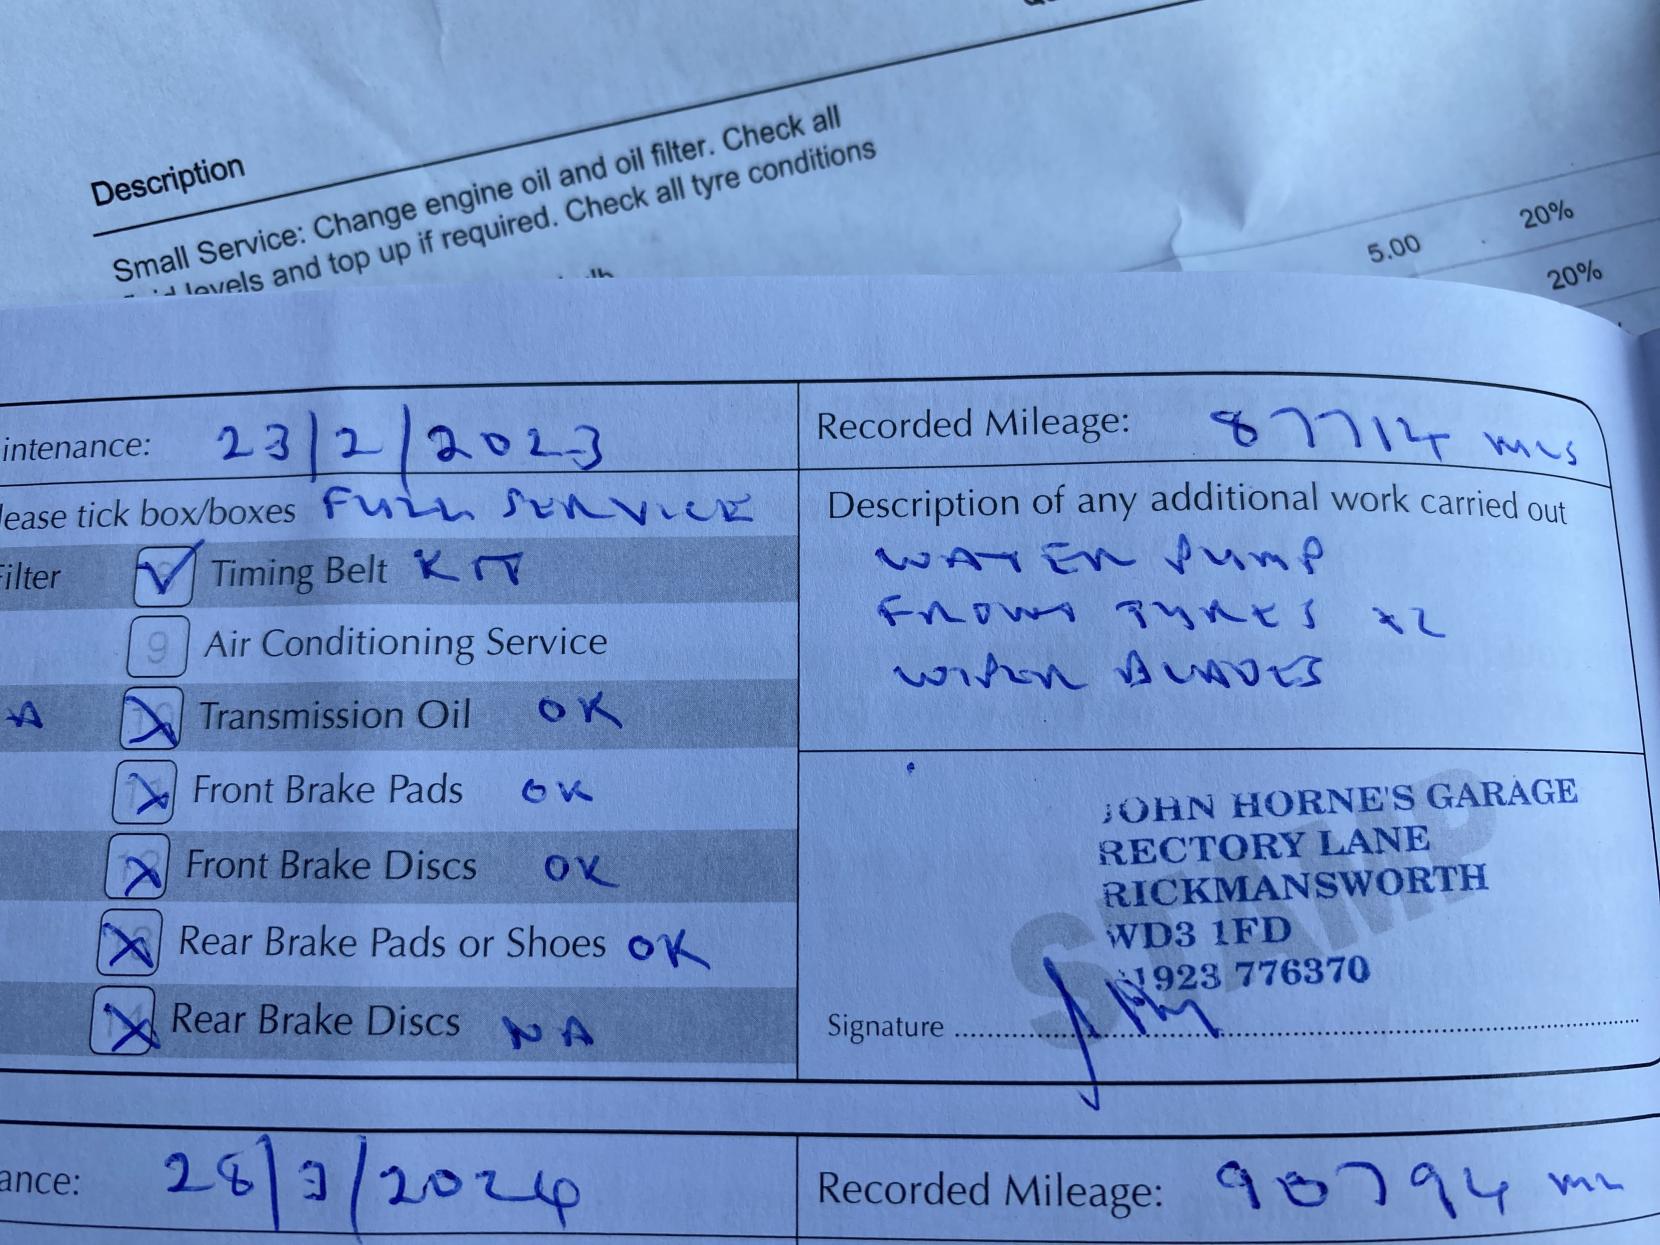 Description
Small Service: Change engine oil and oil filter. Check all
levels and top up if required. Check all tyre conditions
5.00 20%
20%
intenance: 23/2/2023
Recorded Mileage: 87714 mls
lease tick box/boxes FULL SERVICE
Description of any additional work carried out
Filter Timing Belt KIT
WATER PUMP
9 Air Conditioning Service
FRONT TYRES x2
A Transmission Oil OK
WIPER BLADES
Front Brake Pads OK
Front Brake Discs OK
Rear Brake Pads or Shoes OK
Rear Brake Discs NA
JOHN HORNE'S GARAGE
RECTORY LANE
RICKMANSWORTH
WD3 1FD
1923 776370
STAMP
Signature
ance: 28/3/2024
Recorded Mileage: 90794 m